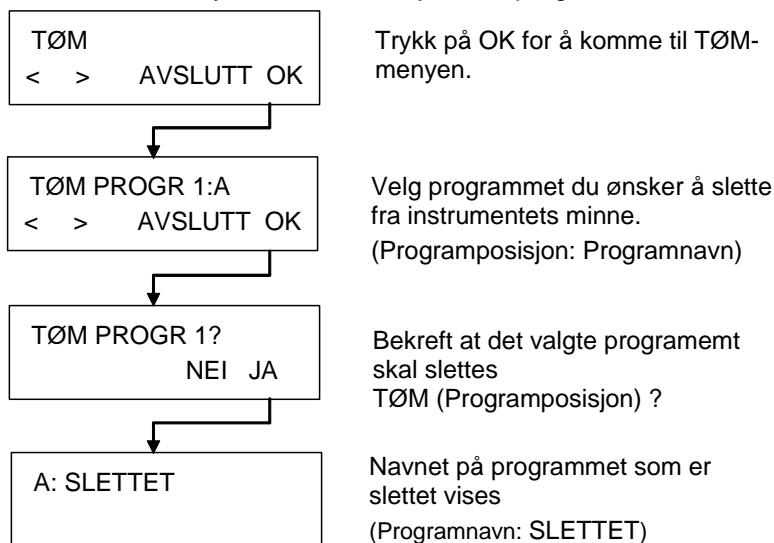 TØM
< > AVSLUTT OK
Trykk på OK for å komme til TØM-
menyen.
TØM PROGR 1:A
< > AVSLUTT OK
Velg programmet du ønsker å slette
fra instrumentets minne.
(Programposisjon: Programnavn)
TØM PROGR 1?
NEI JA
Bekreft at det valgte programemt
skal slettes
TØM (Programposisjon) ?
A: SLETTET
Navnet på programmet som er
slettet vises
(Programnavn: SLETTET)